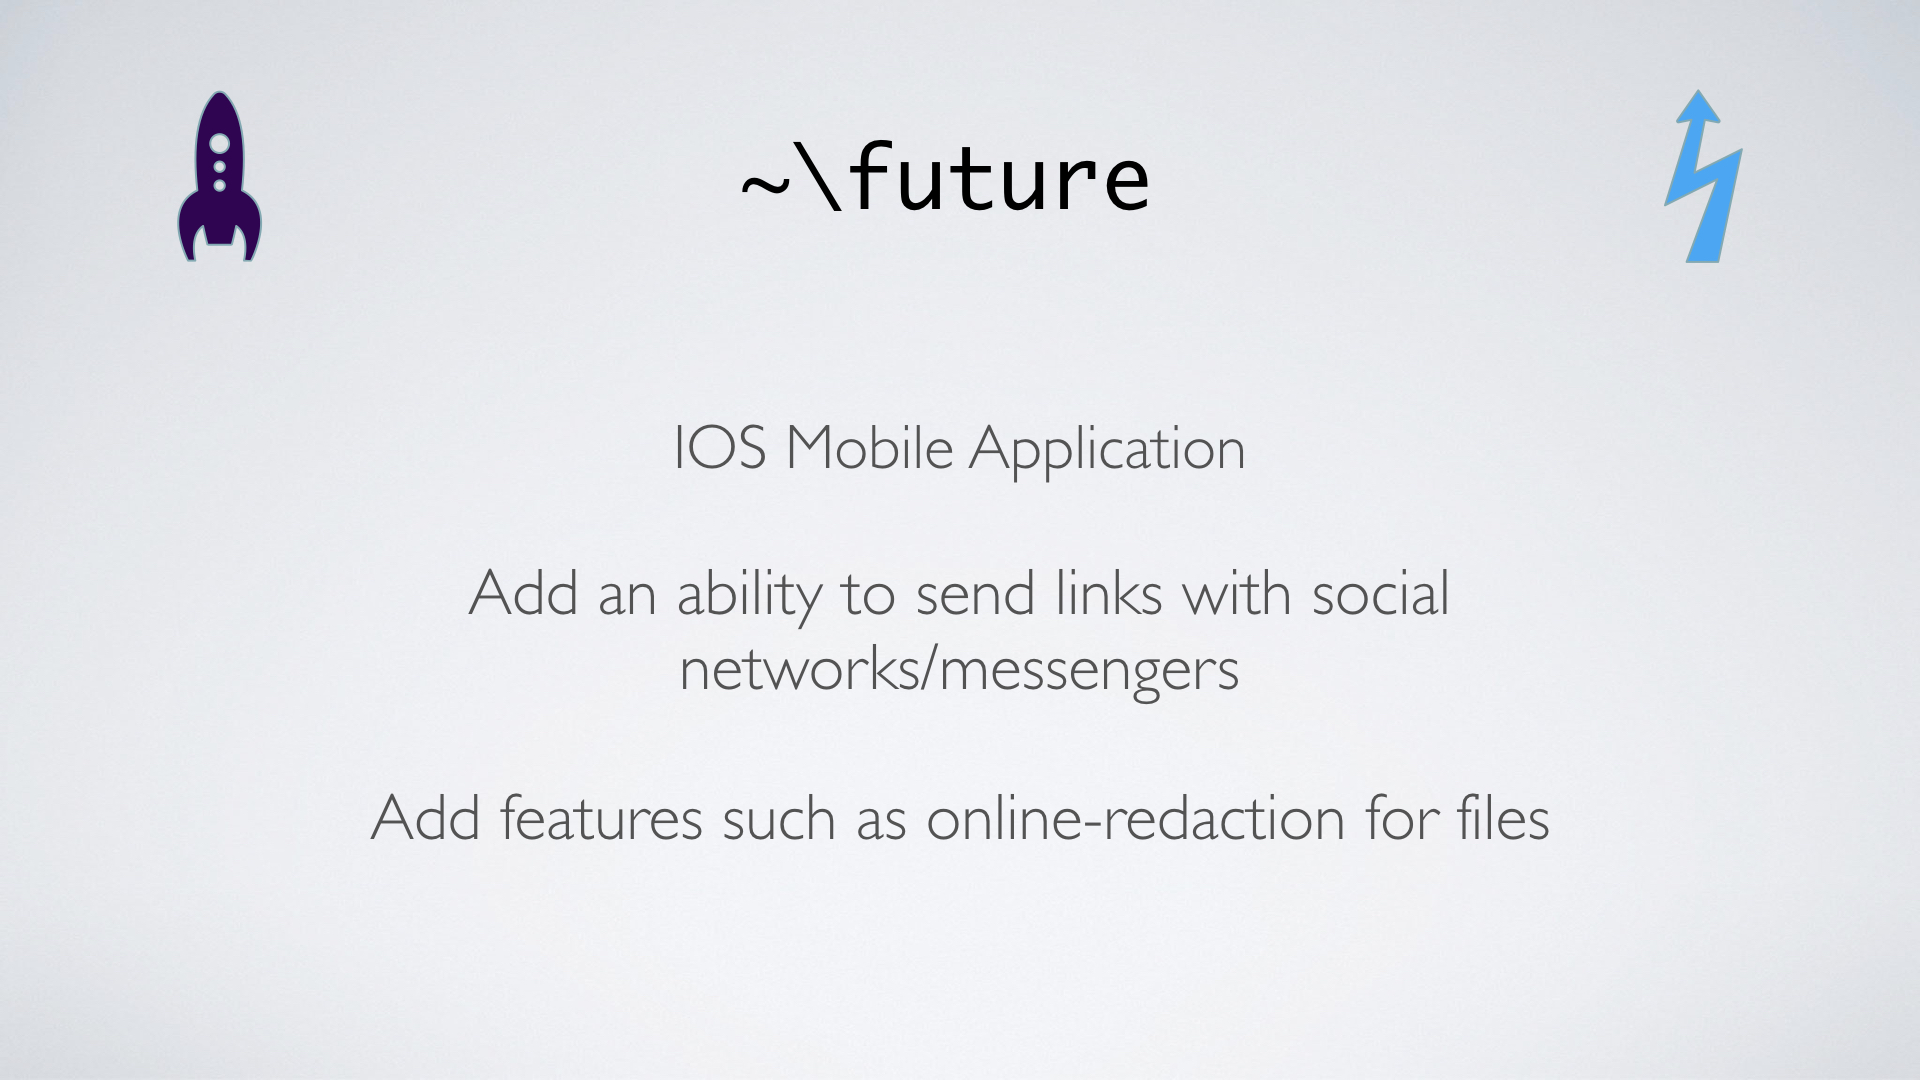 ~\future
IOS Mobile Application
Add an ability to send links with social
networks/messengers
Add features such as online-redaction for files